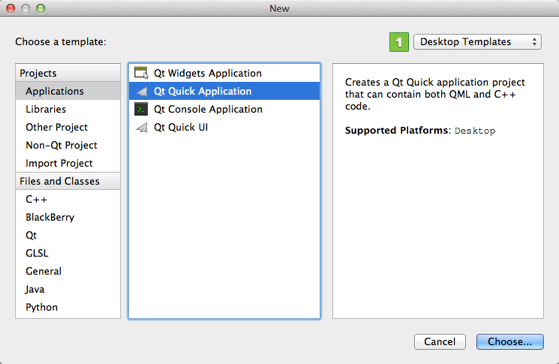 New
Choose a template:
1
Desktop Templates
Projects
Applications
Libraries
Other Project
Non-Qt Project
Import Project
Files and Classes
C++
BlackBerry
Qt
GLSL
General
Java
Python
Qt Widgets Application
Qt Quick Application
Qt Console Application
Qt Quick UI
Creates a Qt Quick application project
that can contain both QML and C++
code.
Supported Platforms: Desktop
Cancel
Choose...